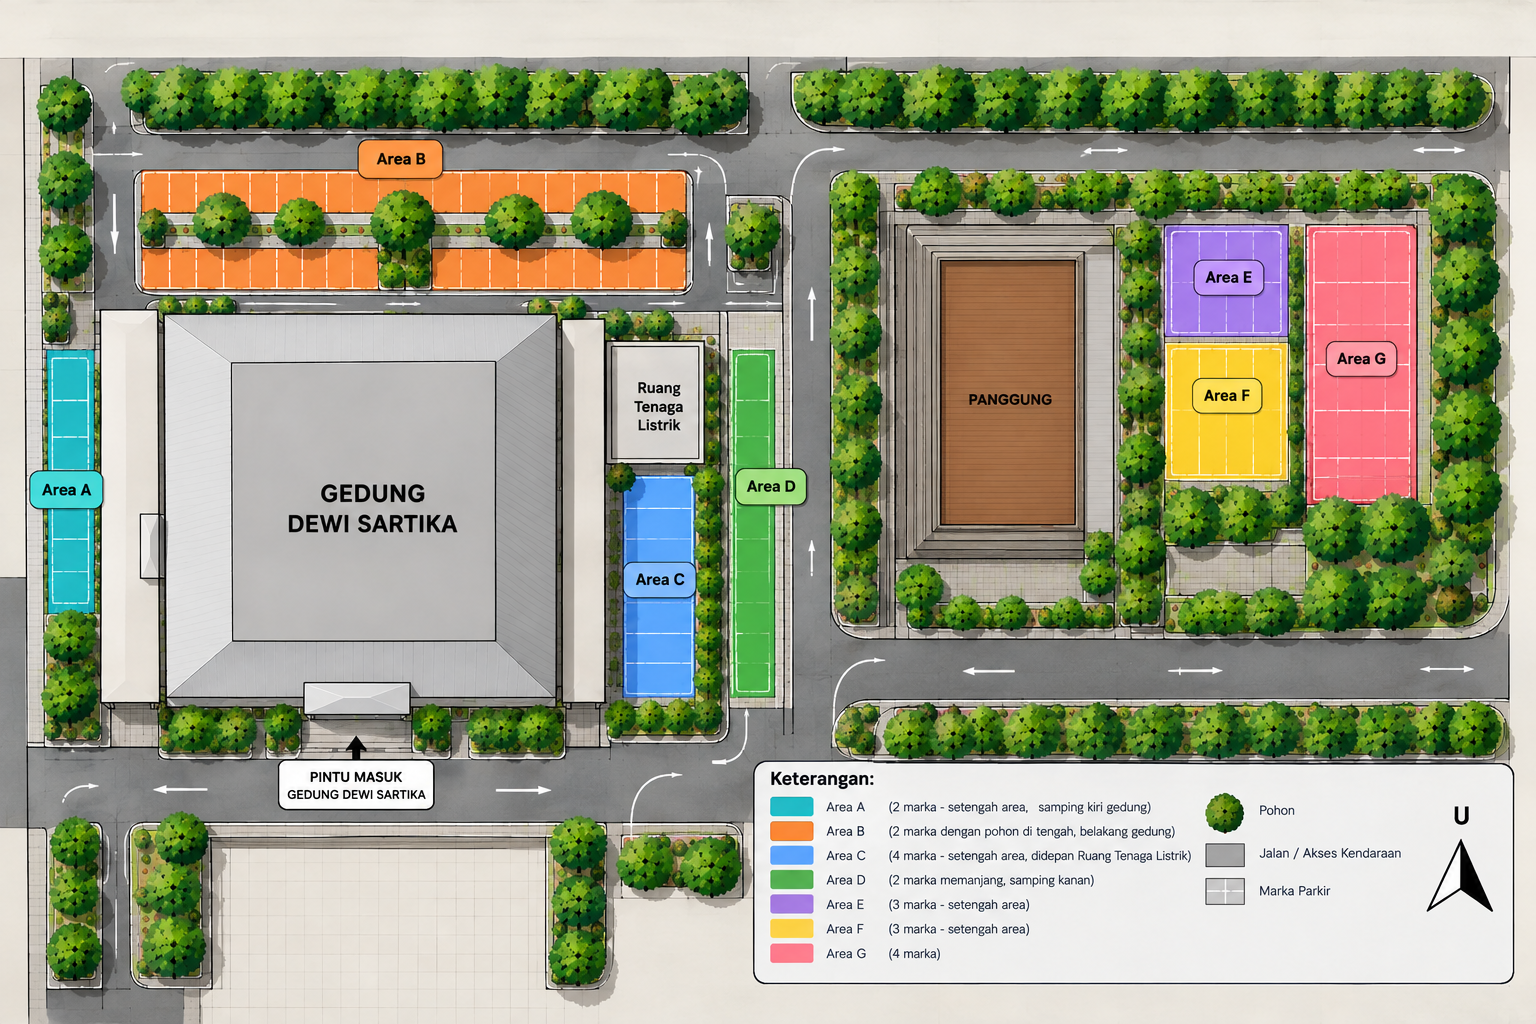 Area B
Area E
Area G
Area F
PANGGUNG
Ruang
Tenaga
Listrik
Area A
GEDUNG
DEWI SARTIKA
Area D
Area C
PINTU MASUK
GEDUNG DEWI SARTIKA
Keterangan:
Area A (2 marka - setengah area, samping kiri gedung)
Area B (2 marka dengan pohon di tengah, belakang gedung)
Area C (4 marka - setengah area, didepan Ruang Tenaga Listrik)
Area D (2 marka memanjang, samping kanan)
Area E (3 marka - setengah area)
Area F (3 marka - setengah area)
Area G (4 marka)
Pohon
Jalan / Akses Kendaraan
Marka Parkir
U